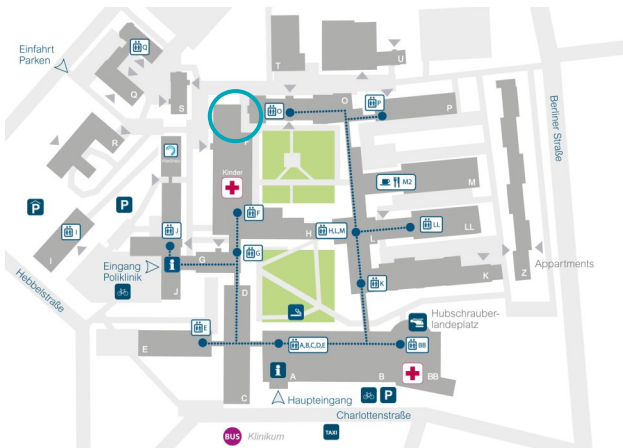 T
U
Q
Einfahrt
Parken
Q
S
O
O
P
P
R
F
medneo
Kinder
M2
M
P
P
F
I
J
H
H,L,M
LL
LL
L
I
G
Eingang
Poliklinik
G
K
K
Z
Appartments
Berliner Straße
Hebbelstraße
J
D
Hubschrauber-
landeplatz
E
E
A,B,C,D,E
BB
A
B
BB
C
Haupteingang
P
Charlottenstraße
BUS Klinikum
TAXI